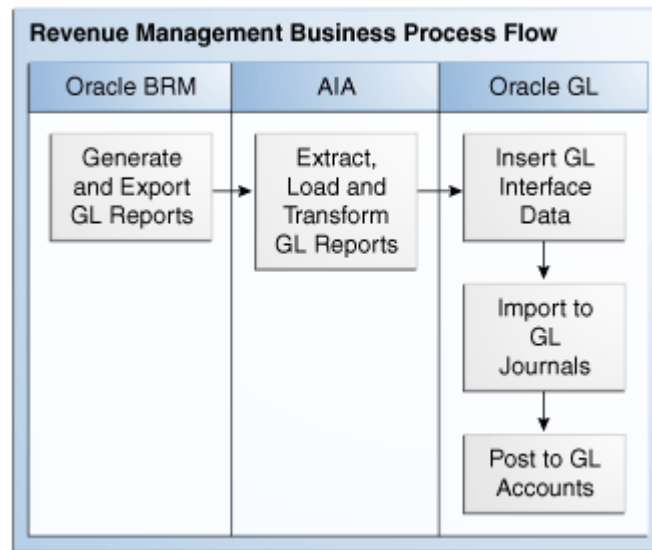 Revenue Management Business Process Flow
Oracle BRM
AIA
Oracle GL
Generate
and Export
GL Reports
Extract,
Load and
Transform
GL Reports
Insert GL
Interface
Data
Import to
GL
Journals
Post to GL
Accounts